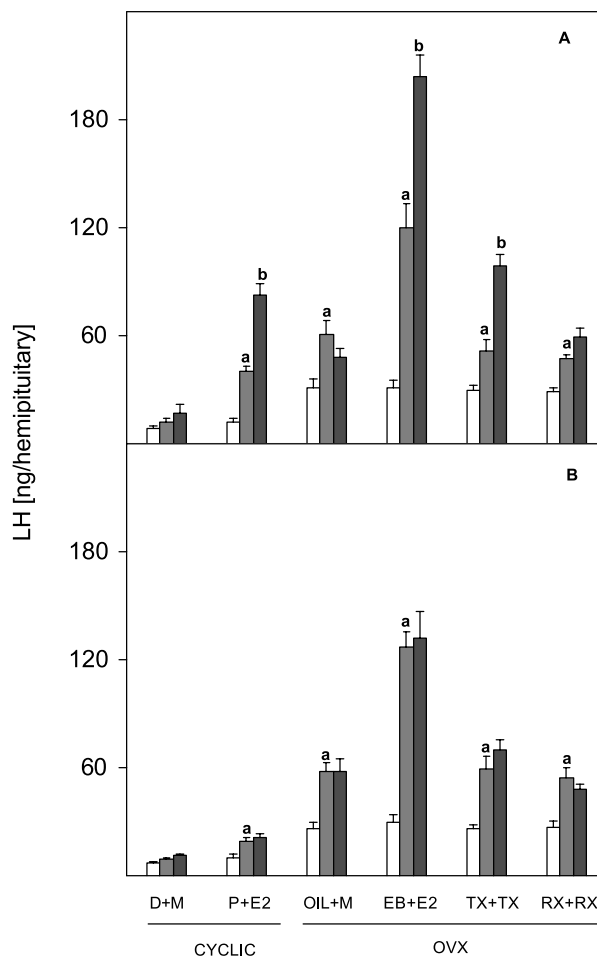 A
b
180
a
b
b
a
a
60
a
a
120
LH [ng/hemipituitary]
B
180
a
120
a
a
a
60
a
D+M P+E2 OIL+M EB+E2 TX+TX RX+RX
CYCLIC OVX